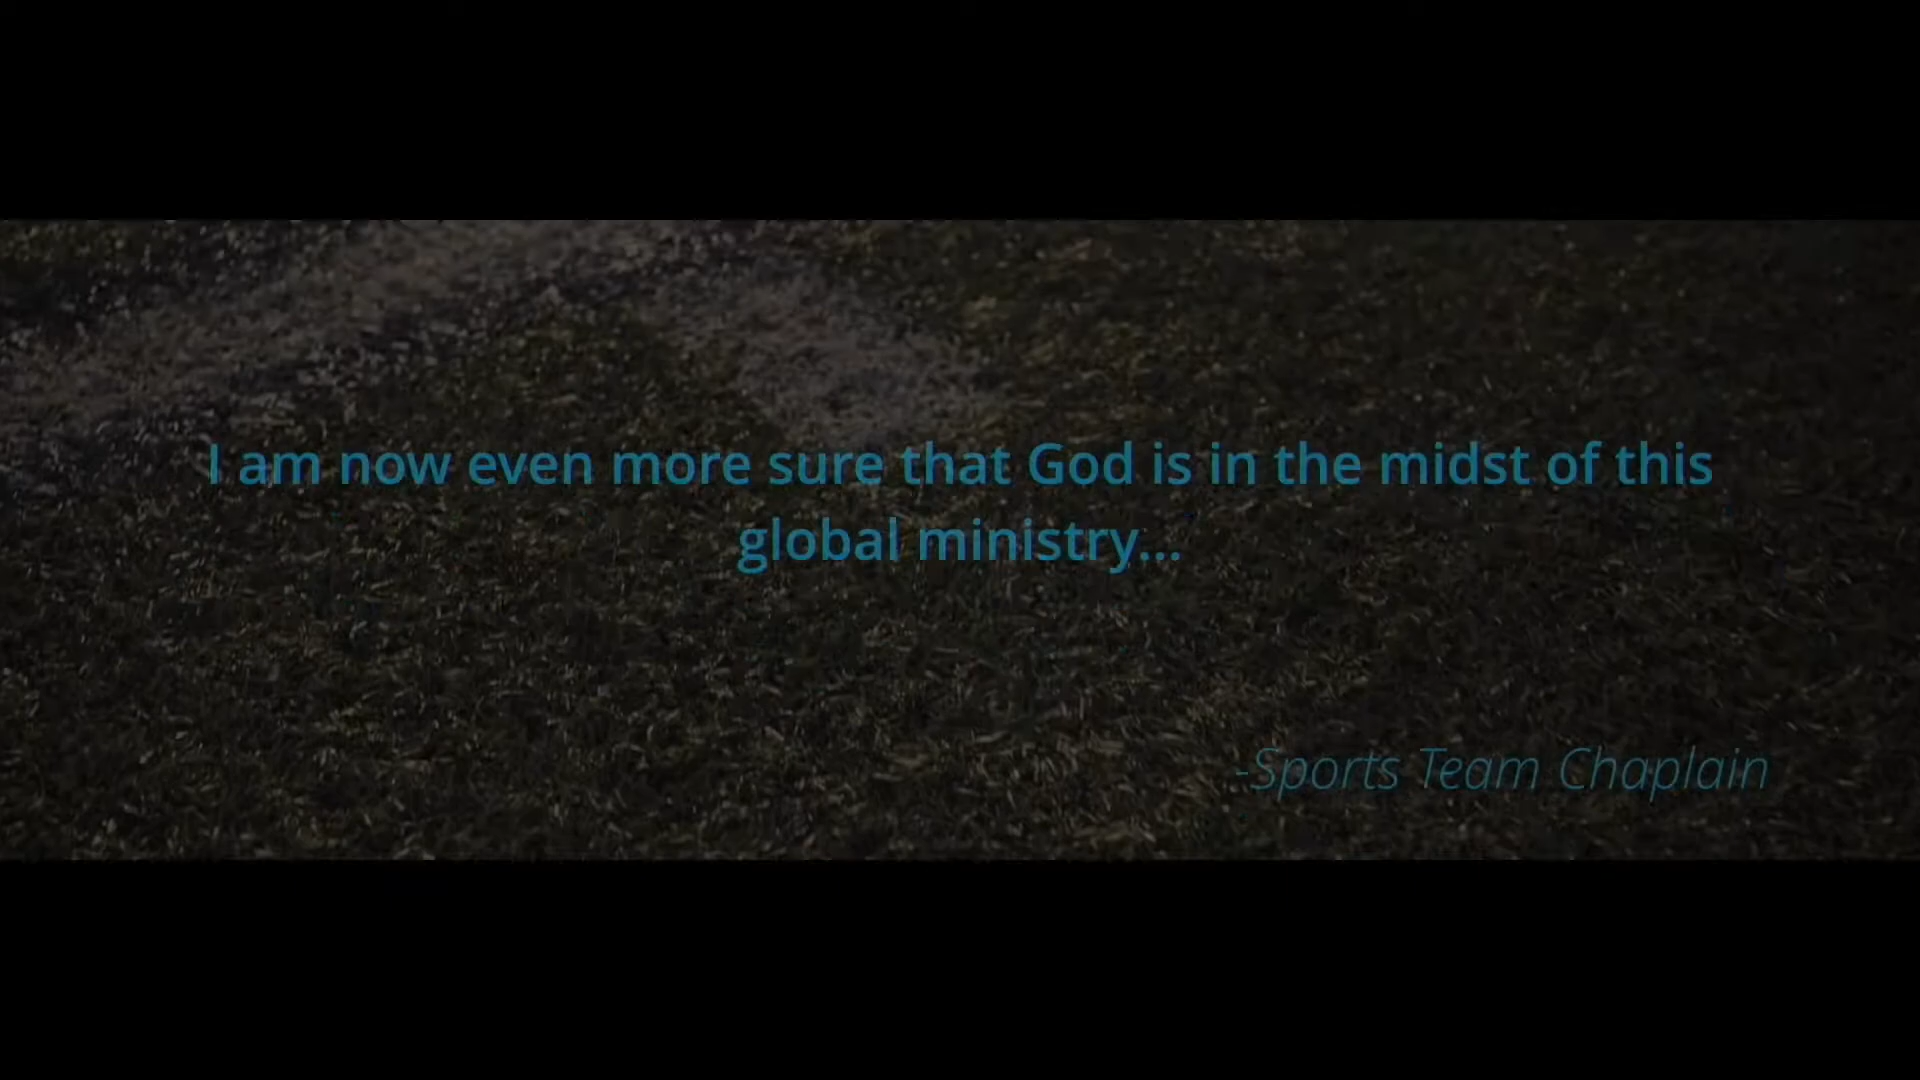 I am now even more sure that God is in the midst of this
global ministry...
-Sports Team Chaplain